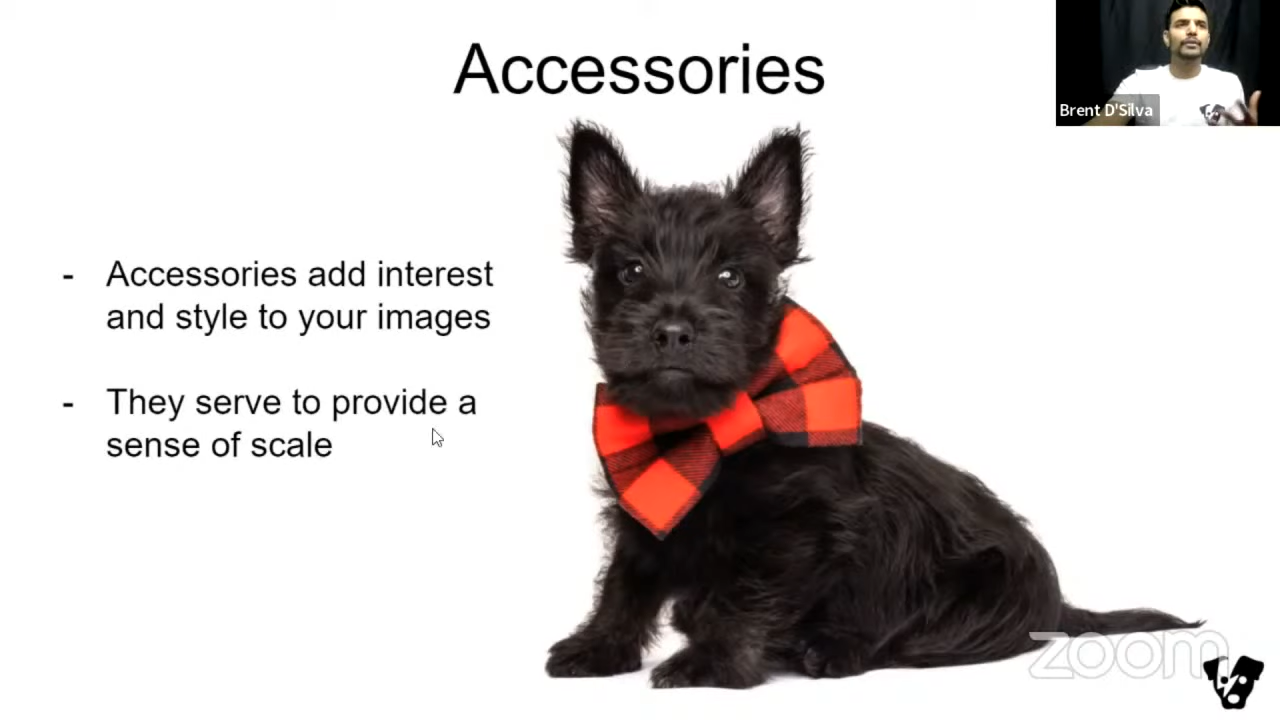 Accessories
Brent D'Silva
- Accessories add interest
and style to your images
- They serve to provide a
sense of scale
zoom